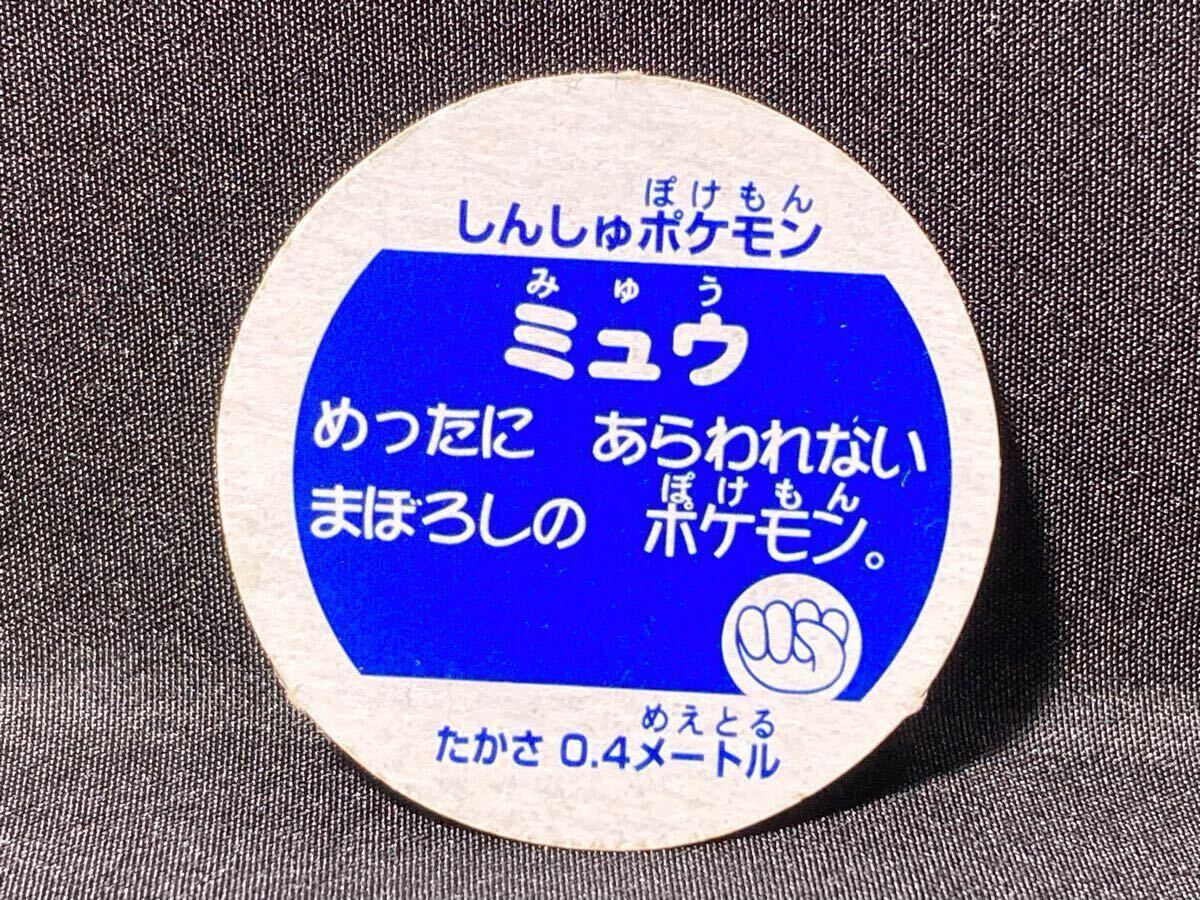 ぽけもん
しんしゅポケモン
みゅう
ミュウ
めったに　あらわれない
ぽけもん
まぼろしの　ポケモン。
めえとる
たかさ 0.4メートル